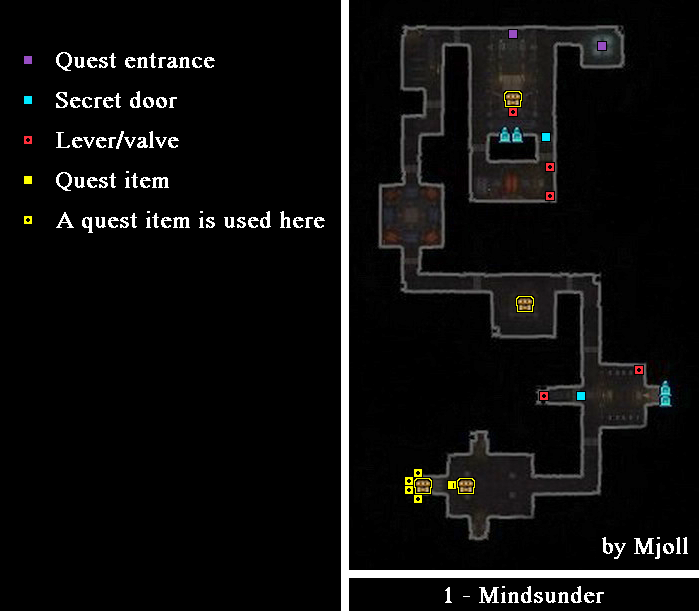 Quest entrance
Secret door
Lever/valve
Quest item
A quest item is used here
by Mjoll
1 - Mindsunder